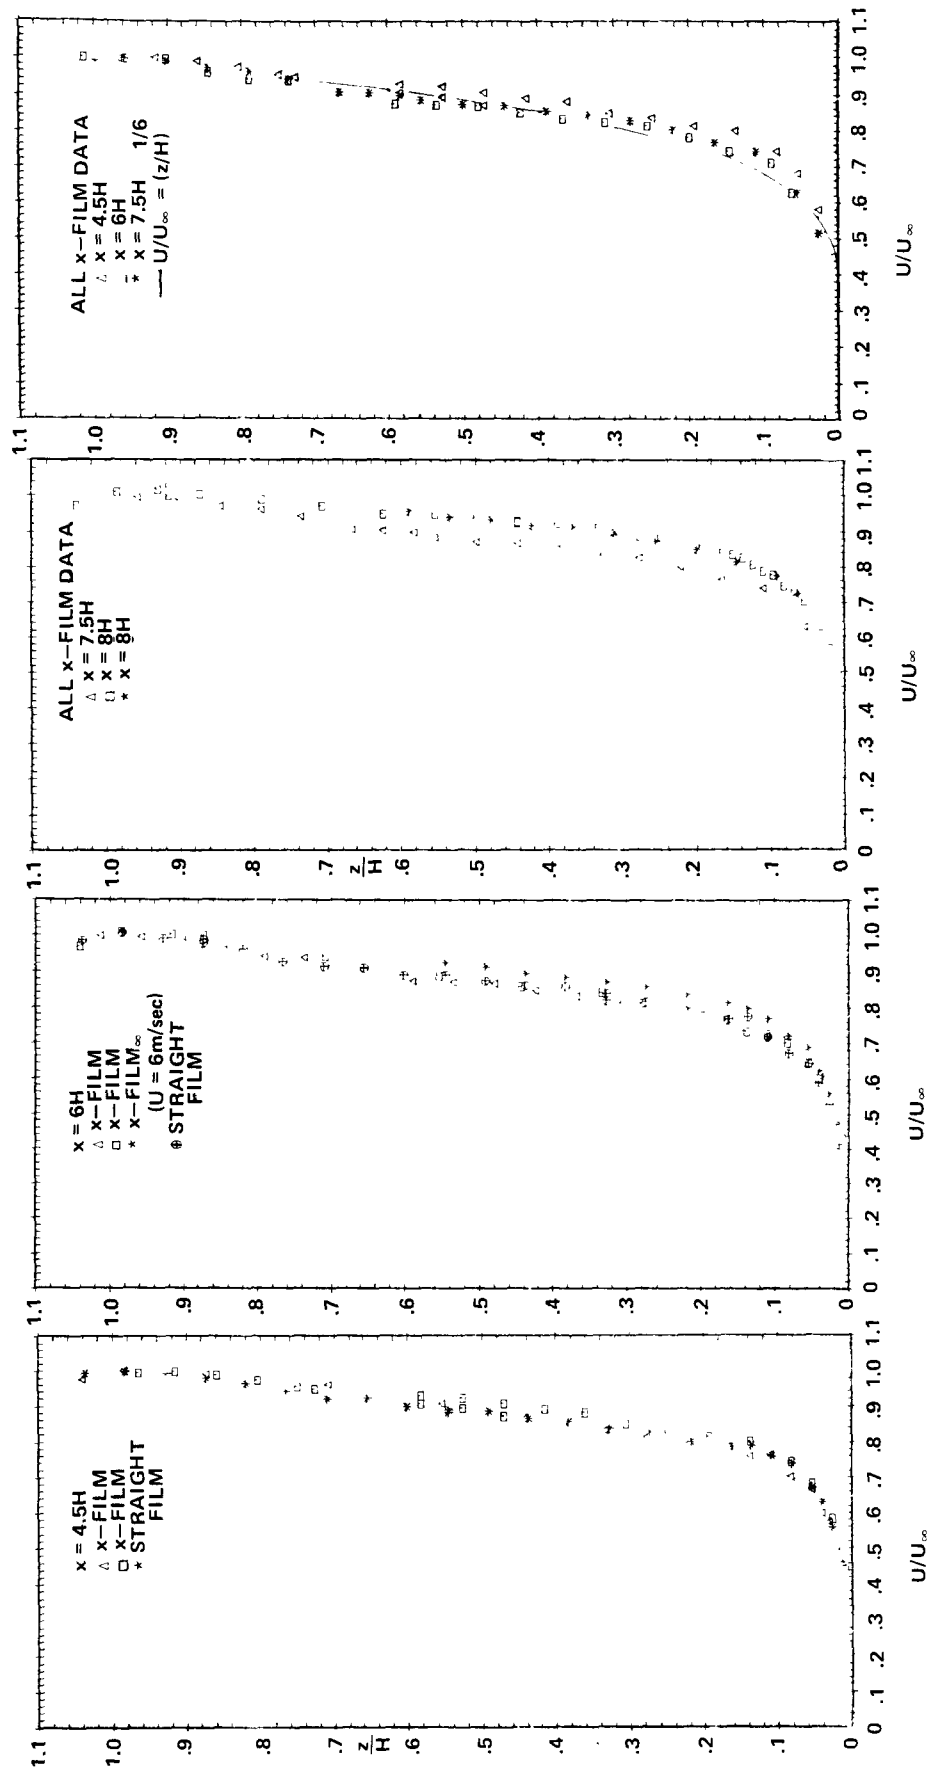 x = 4.5H
△ x–FILM
□ x–FILM
* STRAIGHT
FILM
1.1
1.0
.9
.8
.7
z/H
.6
.5
.4
.3
.2
.1
0
0 .1 .2 .3 .4 .5 .6 .7 .8 .9 1.0 1.1
U/U∞
x = 6H
△ x–FILM
□ x–FILM
* x–FILM∞
(U = 6m/sec)
⊕ STRAIGHT
FILM
1.1
1.0
.9
.8
.7
.6
.5
.4
.3
.2
.1
0
0 .1 .2 .3 .4 .5 .6 .7 .8 .9 1.0 1.1
U/U∞
ALL x–FILM DATA
△ x = 7.5H
□ x = 8H
* x = 8H
1.1
1.0
.9
.8
.7
z/H
.6
.5
.4
.3
.2
.1
0
0 .1 .2 .3 .4 .5 .6 .7 .8 .9 1.0 1.1
U/U∞
ALL x–FILM DATA
△ x = 4.5H
x = 6H
* x = 7.5H
— U/U∞ = (z/H) 1/6
1.1
1.0
.9
.8
.7
.6
.5
.4
.3
.2
.1
0
0 .1 .2 .3 .4 .5 .6 .7 .8 .9 1.0 1.1
U/U∞